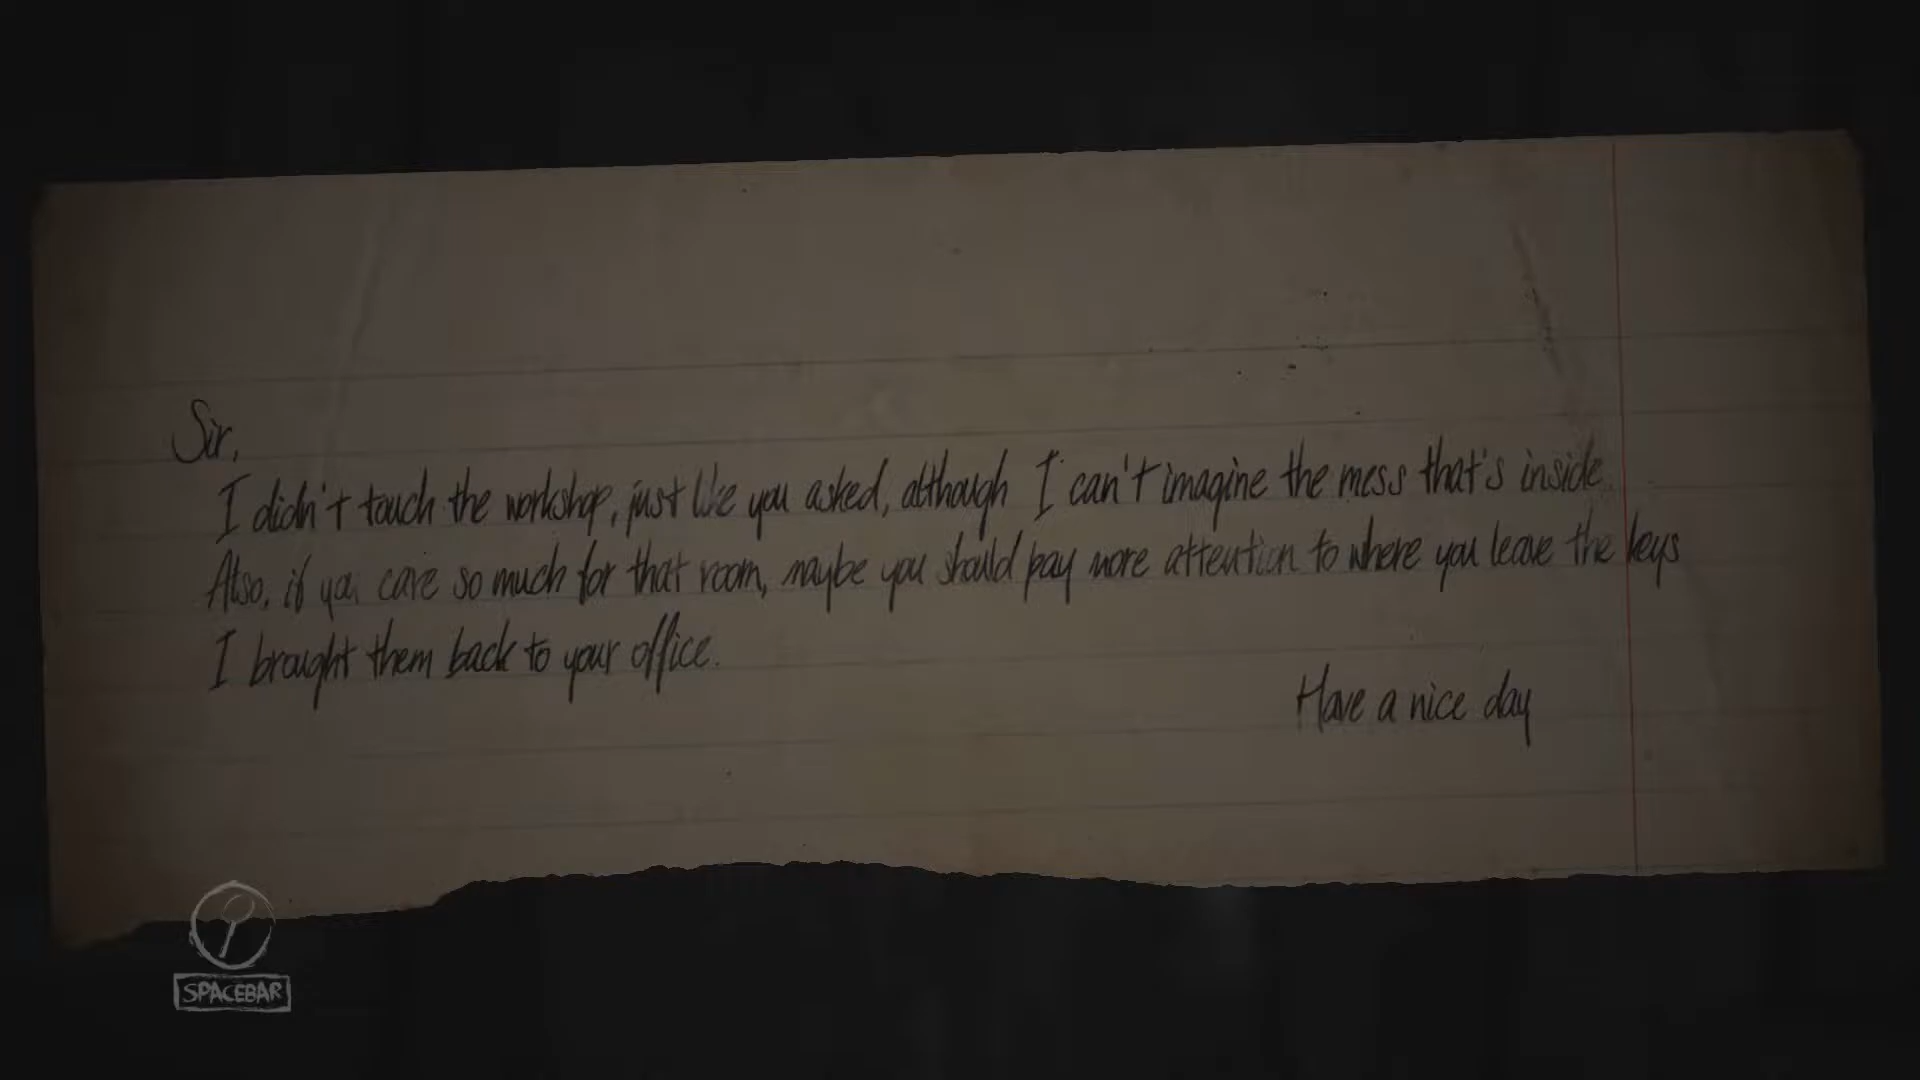 Sir,
I didn't touch the workshop, just like you asked, although I can't imagine the mess that's inside.
Also, if you care so much for that room, maybe you should pay more attention to where you leave the keys
I brought them back to your office.
Have a nice day
SPACEBAR